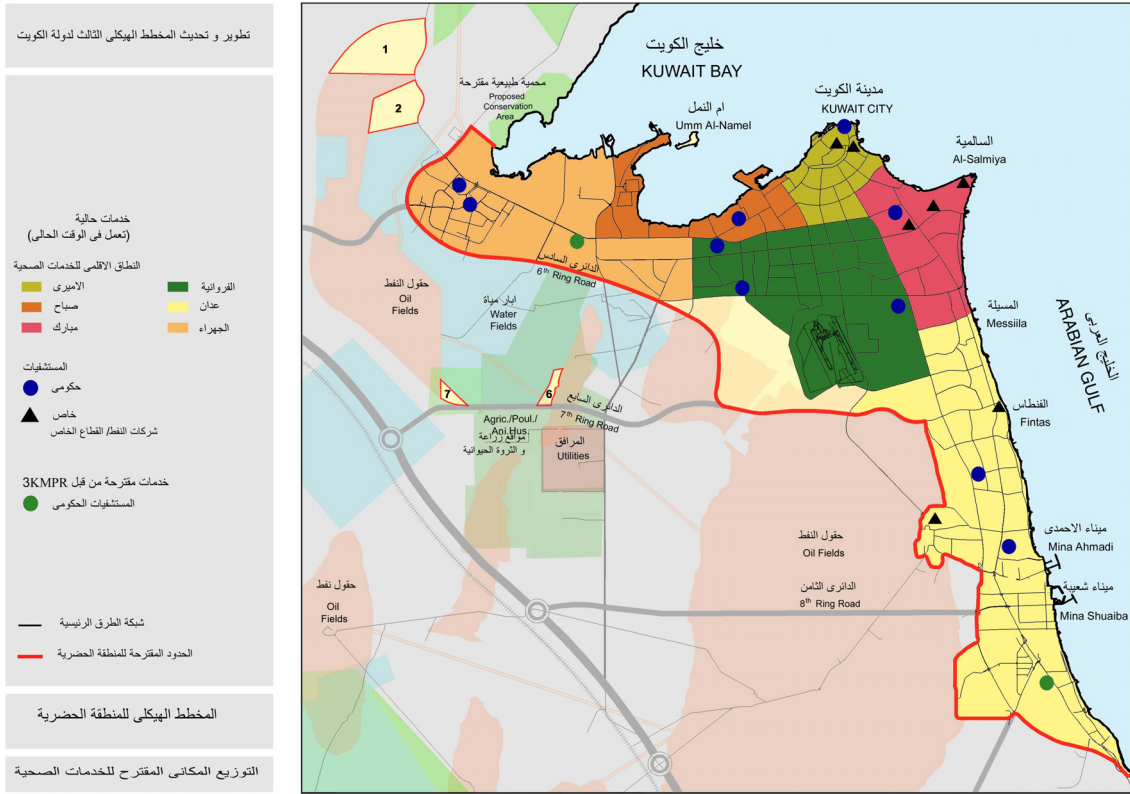 تطوير و تحديث المخطط الهيكلى الثالث لدولة الكويت
خدمات حالية
(تعمل فى الوقت الحالى)
النطاق الاقلمى للخدمات الصحية
الاميرى
الفروانية
صباح
عدان
مبارك
الجهراء
المستشفيات
حكومى
خاص
شركات النفط/ القطاع الخاص
خدمات مقترحة من قبل 3KMPR
المستشفيات الحكومى
شبكة الطرق الرئيسية
الحدود المقترحة للمنطقة الحضرية
المخطط الهيكلى للمنطقة الحضرية
التوزيع المكانى المقترح للخدمات الصحية
1
2
محمية طبيعية مقترحة
Proposed
Conservation
Area
خليج الكويت
KUWAIT BAY
ام النمل
Umm Al-Namel
مدينة الكويت
KUWAIT CITY
السالمية
Al-Salmiya
الدائرى السادس
6th Ring Road
حقول النفط
Oil
Fields
ابار مياة
Water
Fields
المسيلة
Messiila
الخليج العربى
ARABIAN GULF
7
6
الدائرى السابع
7th Ring Road
Agric./Poul./
Ani.Hus.
مواقع زراعة
و الثروة الحيوانية
المرافق
Utilities
الفنطاس
Fintas
حقول النفط
Oil Fields
ميناء الاحمدى
Mina Ahmadi
ميناء شعيبة
Mina Shuaiba
الدائرى الثامن
8th Ring Road
حقول نفط
Oil
Fields